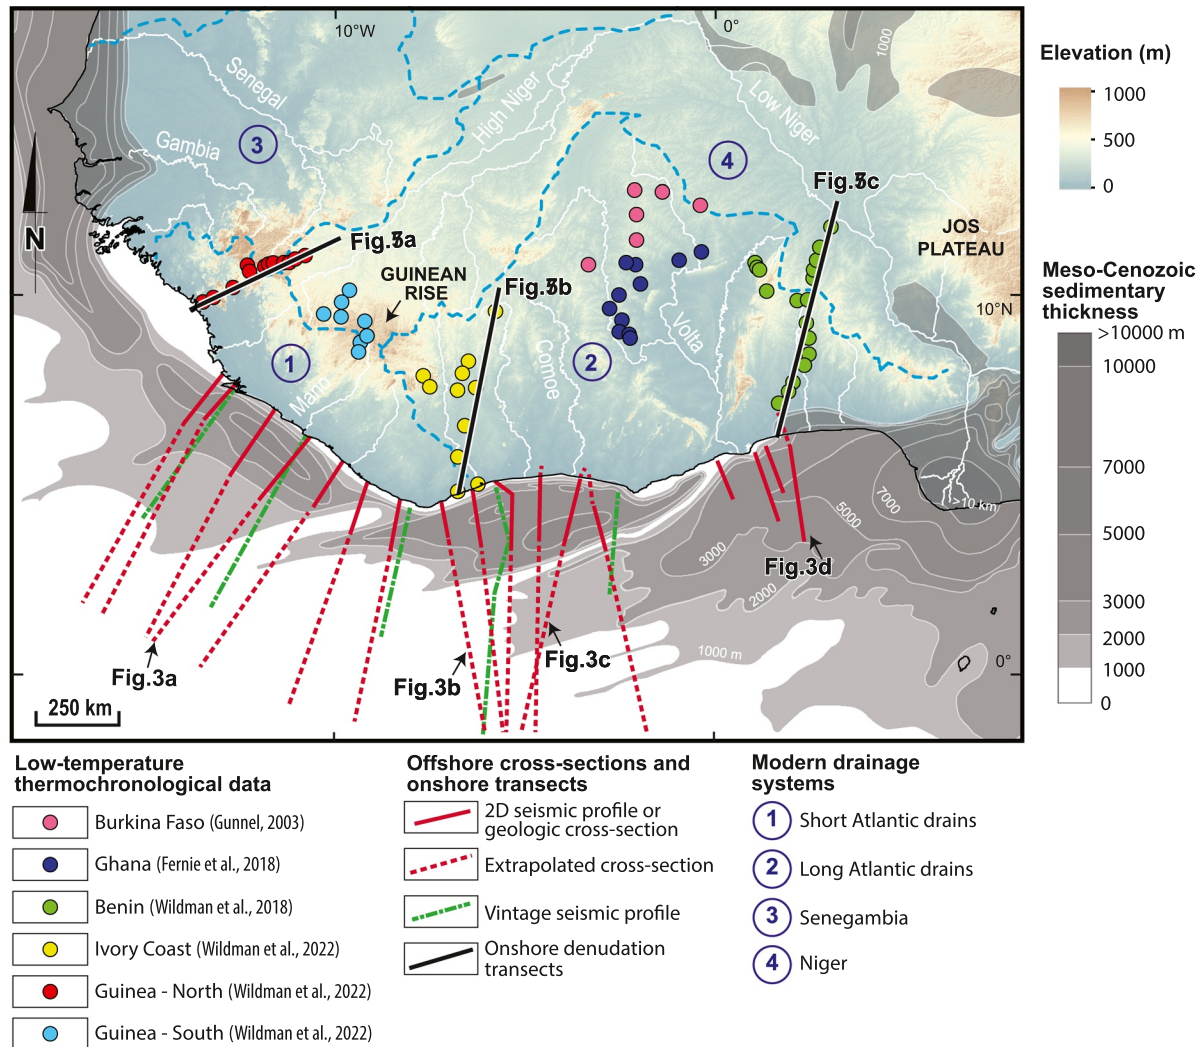 10°W
0°
1000
Senegal
High Niger
Low Niger
Gambia
3
4
N
JOS
PLATEAU
GUINEAN
RISE
10°N
Volta
Comoe
1
2
Mano
>10 km
7000
5000
3000
2000
Fig.3d
1000 m
0°
Fig.3c
Fig.3a
Fig.3b
250 km
Elevation (m)
1000
500
0
Meso-Cenozoic
sedimentary
thickness
>10000 m
10000
7000
5000
3000
2000
1000
0
Low-temperature
thermochronological data
Burkina Faso (Gunnel, 2003)
Ghana (Fernie et al., 2018)
Benin (Wildman et al., 2018)
Ivory Coast (Wildman et al., 2022)
Guinea - North (Wildman et al., 2022)
Guinea - South (Wildman et al., 2022)
Offshore cross-sections and
onshore transects
2D seismic profile or
geologic cross-section
Extrapolated cross-section
Vintage seismic profile
Onshore denudation
transects
Modern drainage
systems
1 Short Atlantic drains
2 Long Atlantic drains
3 Senegambia
4 Niger